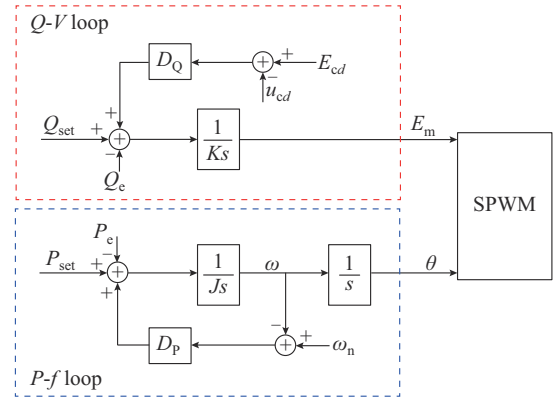 Q-V loop
D_Q
+
−
E_cd
u_cd
+
Q_set
+
−
Q_e
1/Ks
E_m
SPWM
P_e
−
P_set
+
+
1/Js
ω
1/s
θ
−
+
D_P
ω_n
P-f loop